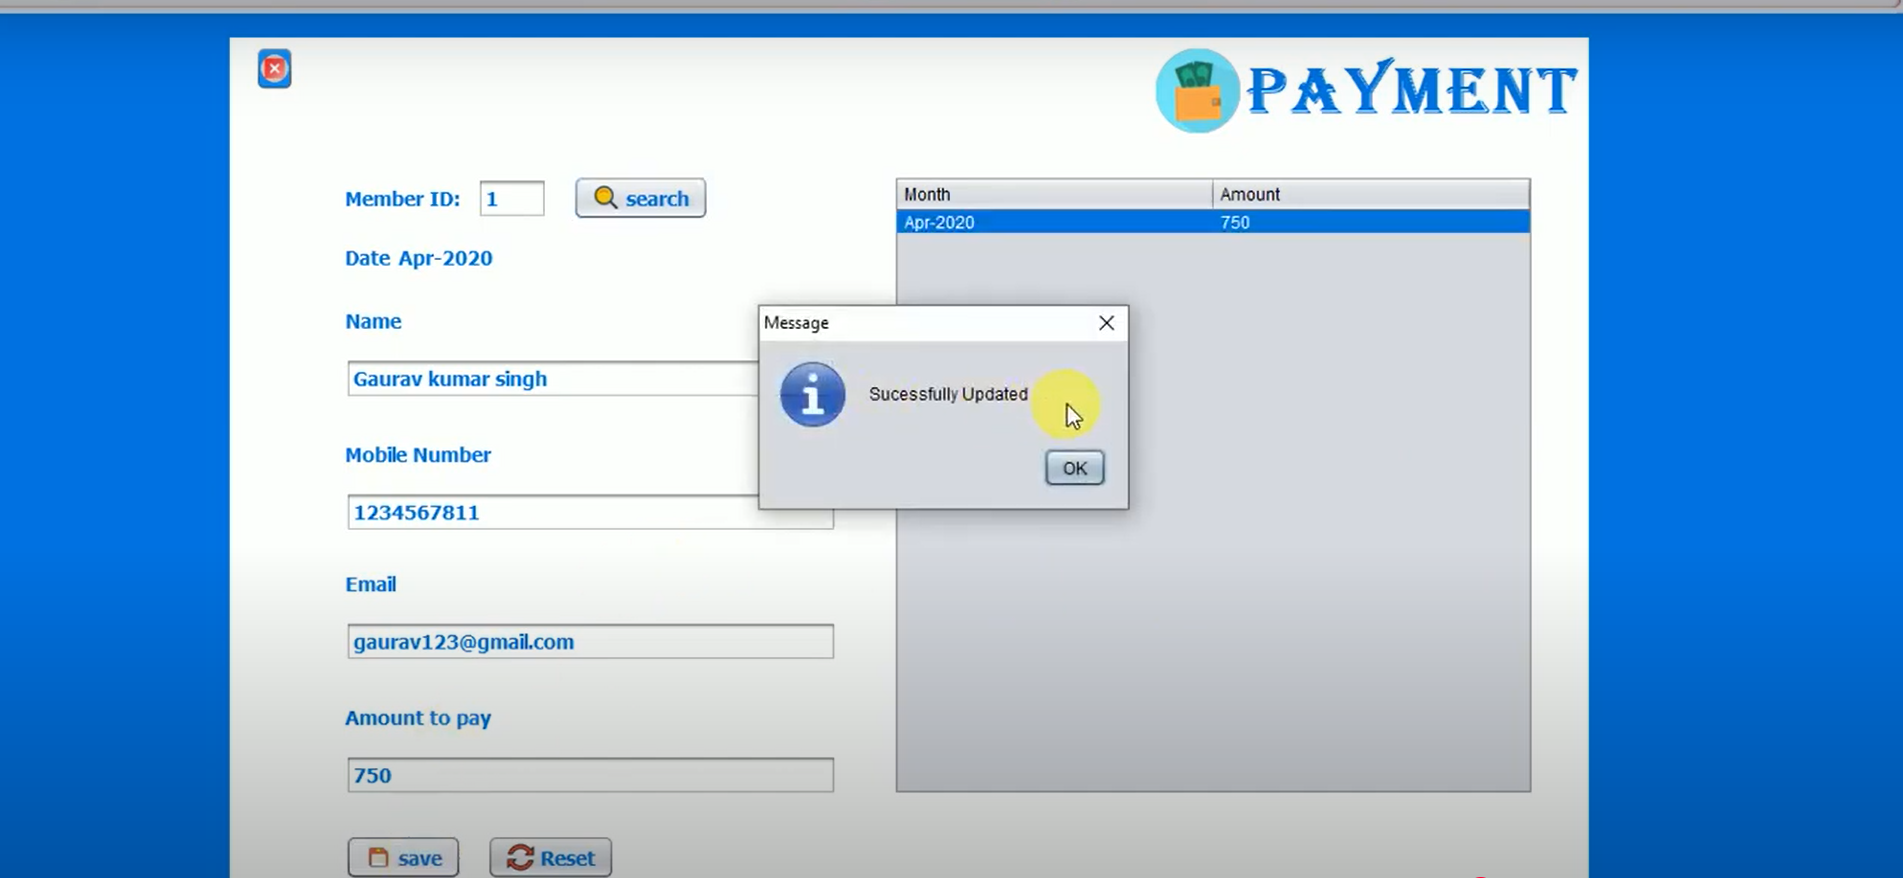 PAYMENT
Member ID: 1 search
Date Apr-2020
Name
Gaurav kumar singh
Mobile Number
1234567811
Email
gaurav123@gmail.com
Amount to pay
750
save Reset
Month Amount
Apr-2020 750
Message
Sucessfully Updated
OK